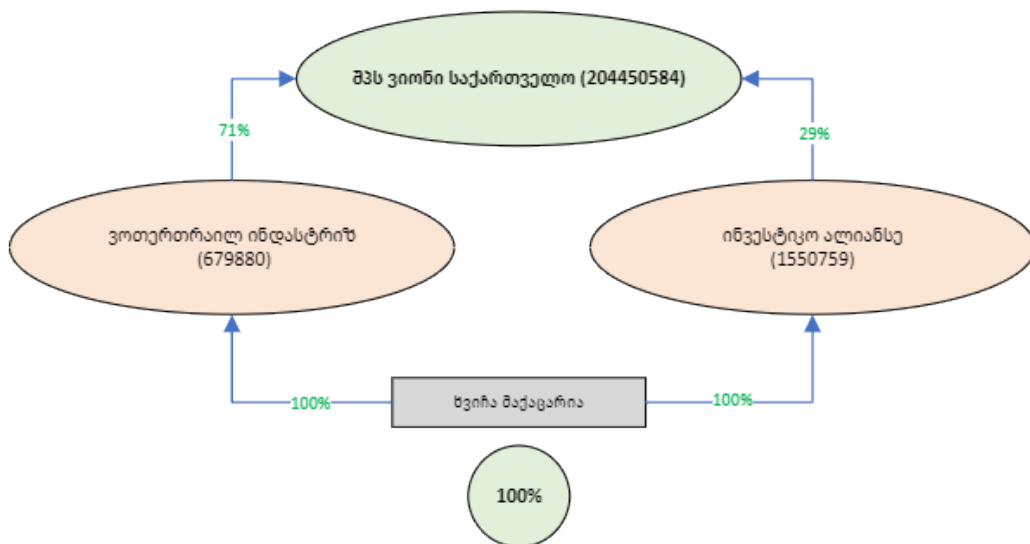 შპს ვიონი საქართველო (204450584)
71%
29%
ვოთერთრაილ ინდასტრიზ
(679880)
ინვესტიკო ალიანსე
(1550759)
100%
ხვიჩა მაქაცარია
100%
100%